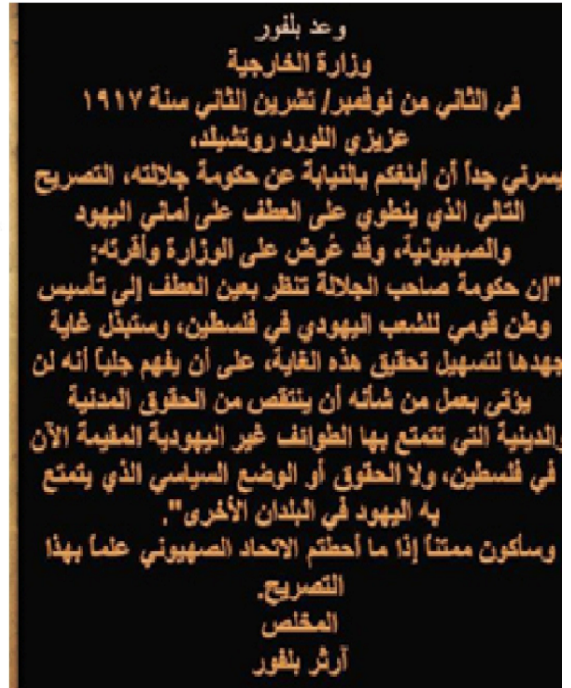 وعد بلفور
وزارة الخارجية
في الثاني من نوفمبر/ تشرين الثاني سنة ١٩١٧
عزيزي اللورد روتشيلد،
يسرني جداً أن أبلغكم بالنيابة عن حكومة جلالته، التصريح
التالي الذي ينطوي على العطف على أماني اليهود
والصهيونية، وقد عُرض على الوزارة وأقرته:
"إن حكومة صاحب الجلالة تنظر بعين العطف إلى تأسيس
وطن قومي للشعب اليهودي في فلسطين، وستبذل غاية
جهدها لتسهيل تحقيق هذه الغاية، على أن يفهم جلياً أنه لن
يؤتى بعمل من شأنه أن ينتقص من الحقوق المدنية
والدينية التي تتمتع بها الطوائف غير اليهودية المقيمة الآن
في فلسطين، ولا الحقوق أو الوضع السياسي الذي يتمتع
به اليهود في البلدان الأخرى".
وسأكون ممتناً إذا ما أحطتم الاتحاد الصهيوني علماً بهذا
التصريح.
المخلص
آرثر بلفور